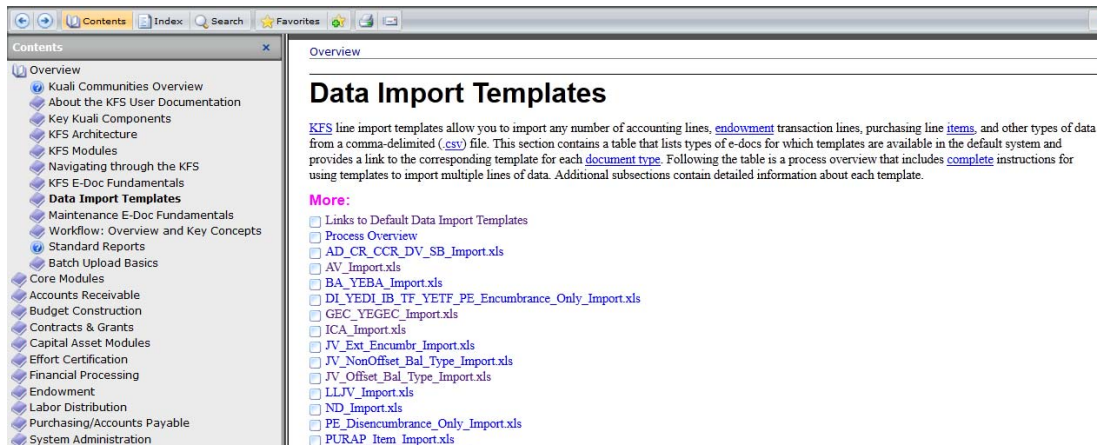 Contents Index Search Favorites
Contents
Overview
Kuali Communities Overview
About the KFS User Documentation
Key Kuali Components
KFS Architecture
KFS Modules
Navigating through the KFS
KFS E-Doc Fundamentals
Data Import Templates
Maintenance E-Doc Fundamentals
Workflow: Overview and Key Concepts
Standard Reports
Batch Upload Basics
Core Modules
Accounts Receivable
Budget Construction
Contracts & Grants
Capital Asset Modules
Effort Certification
Financial Processing
Endowment
Labor Distribution
Purchasing/Accounts Payable
System Administration
Overview
Data Import Templates
KFS line import templates allow you to import any number of accounting lines, endowment transaction lines, purchasing line items, and other types of data
from a comma-delimited (.csv) file. This section contains a table that lists types of e-docs for which templates are available in the default system and
provides a link to the corresponding template for each document type. Following the table is a process overview that includes complete instructions for
using templates to import multiple lines of data. Additional subsections contain detailed information about each template.
More:
Links to Default Data Import Templates
Process Overview
AD_CR_CCR_DV_SB_Import.xls
AV_Import.xls
BA_YEBA_Import.xls
DI_YEDI_IB_TF_YETF_PE_Encumbrance_Only_Import.xls
GEC_YEGEC_Import.xls
ICA_Import.xls
JV_Ext_Encumbr_Import.xls
JV_NonOffset_Bal_Type_Import.xls
JV_Offset_Bal_Type_Import.xls
LLJV_Import.xls
ND_Import.xls
PE_Disencumbrance_Only_Import.xls
PURAP_Item_Import.xls